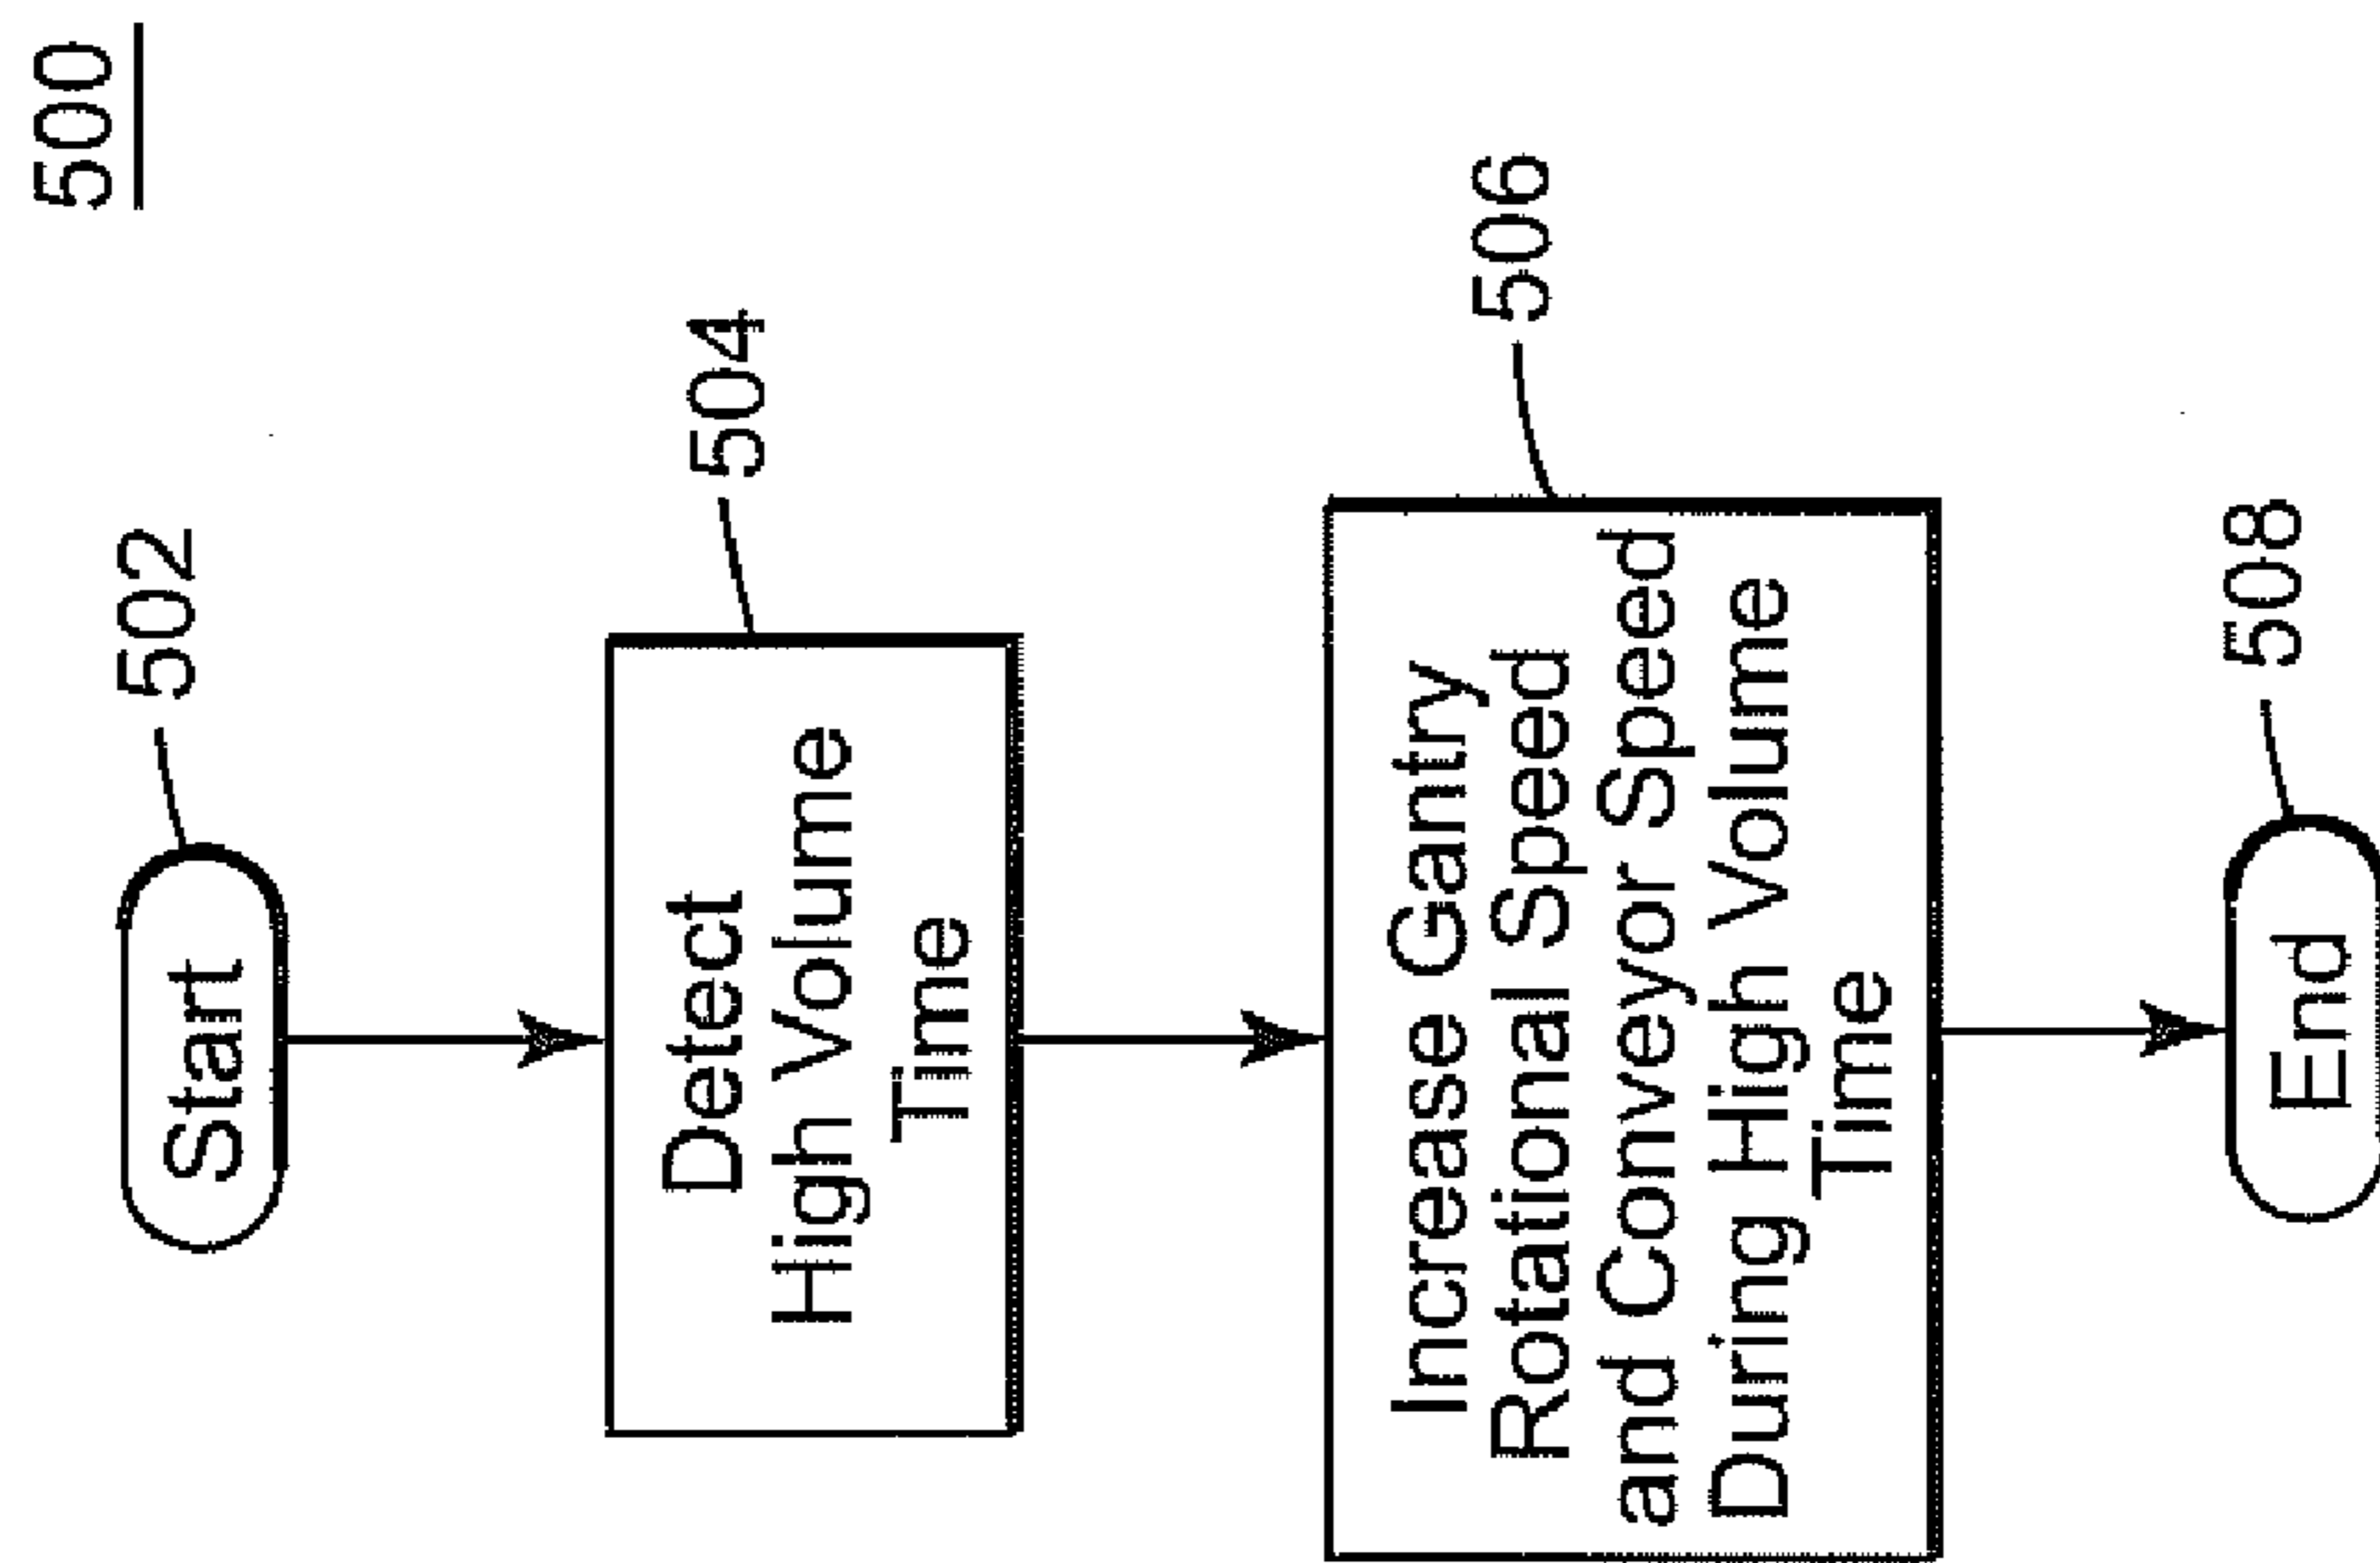 500
502
Start
504
Detect
High Volume
Time
506
Increase Gantry
Rotational Speed
and Conveyor Speed
During High Volume
Time
508
End